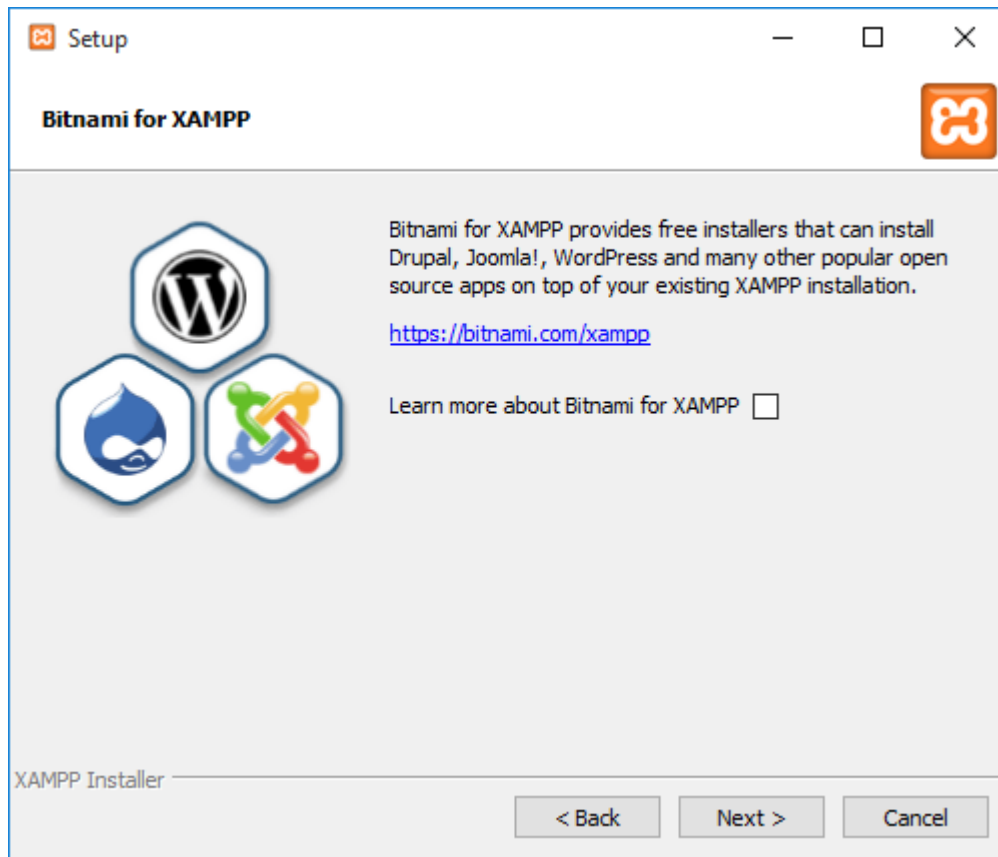 Setup
Bitnami for XAMPP
Bitnami for XAMPP provides free installers that can install
Drupal, Joomla!, WordPress and many other popular open
source apps on top of your existing XAMPP installation.
https://bitnami.com/xampp
Learn more about Bitnami for XAMPP
XAMPP Installer
< Back Next > Cancel